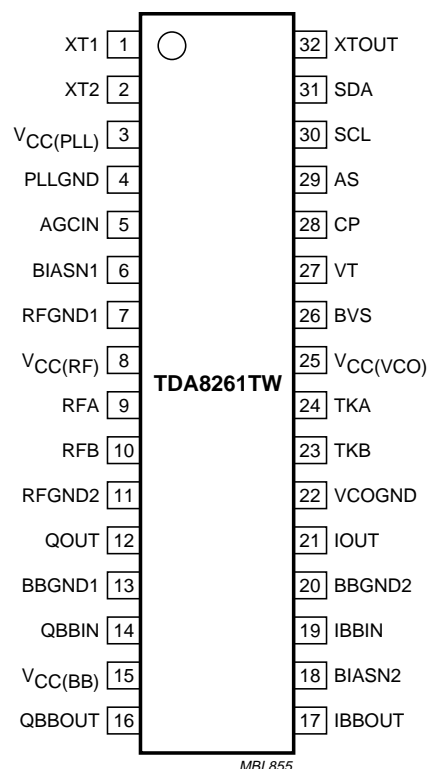 XT1 1 32 XTOUT
XT2 2 31 SDA
VCC(PLL) 3 30 SCL
PLLGND 4 29 AS
AGCIN 5 28 CP
BIASN1 6 27 VT
RFGND1 7 26 BVS
VCC(RF) 8 25 VCC(VCO)
TDA8261TW
RFA 9 24 TKA
RFB 10 23 TKB
RFGND2 11 22 VCOGND
QOUT 12 21 IOUT
BBGND1 13 20 BBGND2
QBBIN 14 19 IBBIN
VCC(BB) 15 18 BIASN2
QBBOUT 16 17 IBBOUT
MBL855